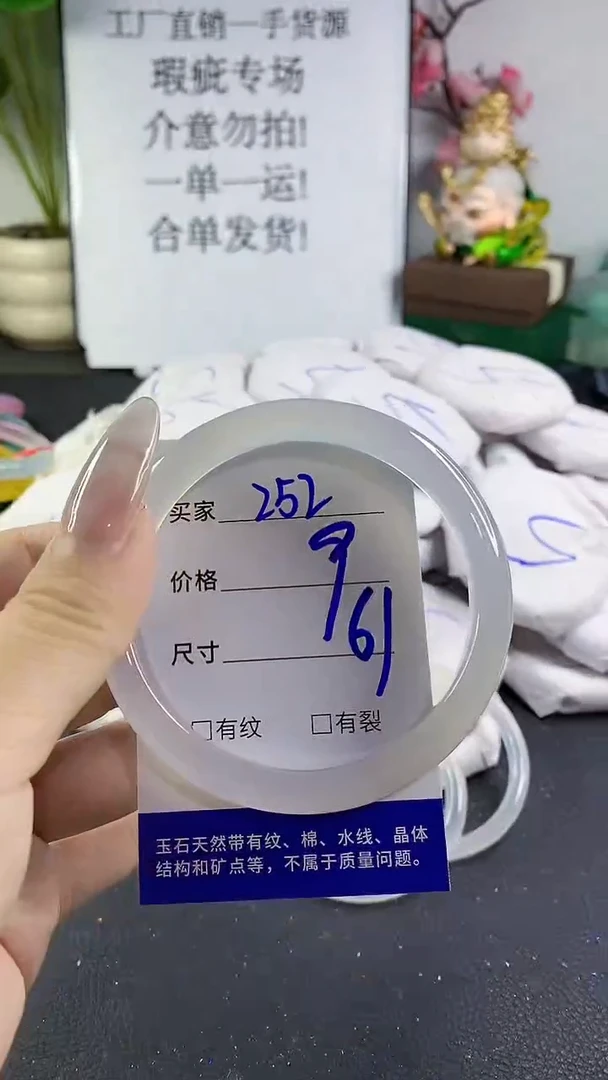 工厂直销一手货源
瑕疵专场
介意勿拍!
一单一运!
合单发货!
买家 252
价格 9
尺寸 61
□有纹 □有裂
玉石天然带有纹、棉、水线、晶体
结构和矿点等，不属于质量问题。